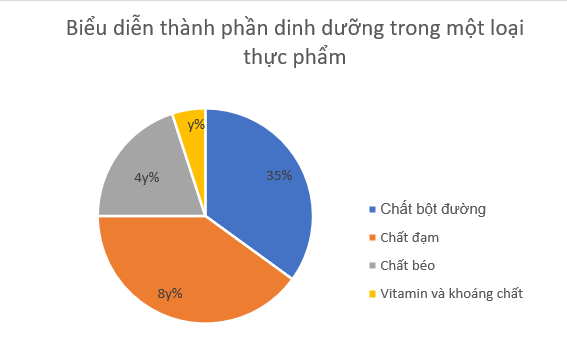 Biểu diễn thành phần dinh dưỡng trong một loại
thực phẩm
y%
35%
4y%
8y%
Chất bột đường
Chất đạm
Chất béo
Vitamin và khoáng chất